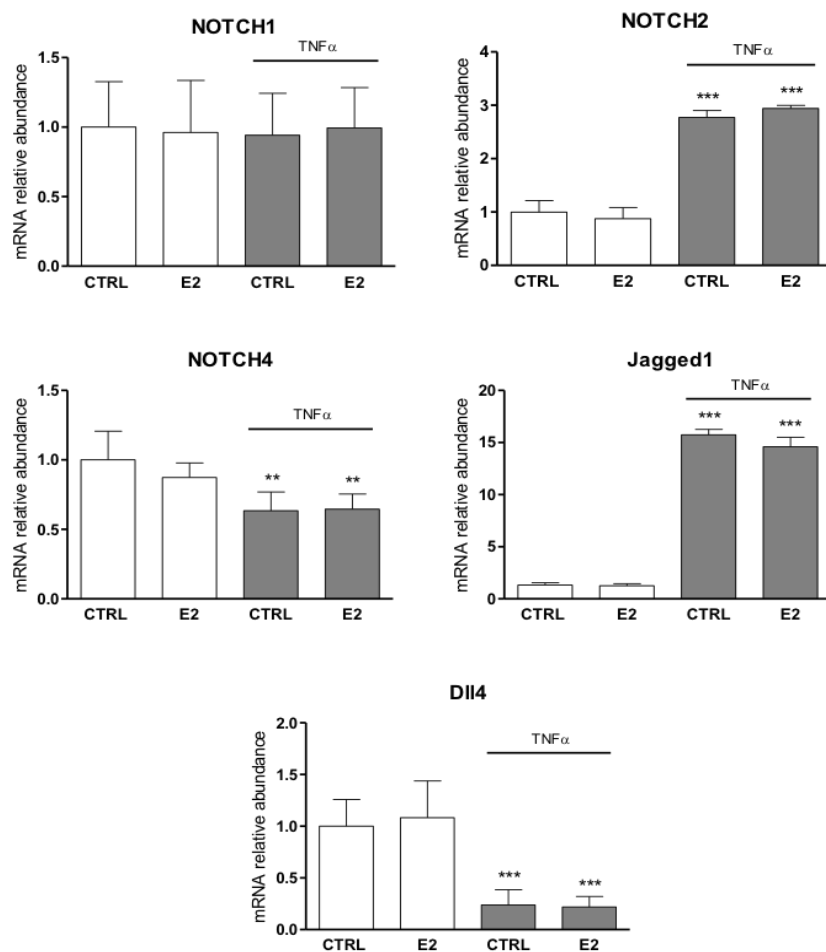 NOTCH1
TNFα
mRNA relative abundance
1.5
1.0
0.5
0.0
CTRL E2 CTRL E2
NOTCH2
TNFα
mRNA relative abundance
4
3
2
1
0
*** ***
CTRL E2 CTRL E2
NOTCH4
TNFα
mRNA relative abundance
1.5
1.0
0.5
0.0
** **
CTRL E2 CTRL E2
Jagged1
TNFα
mRNA relative abundance
20
15
10
5
0
*** ***
CTRL E2 CTRL E2
Dll4
TNFα
mRNA relative abundance
2.0
1.5
1.0
0.5
0.0
*** ***
CTRL E2 CTRL E2